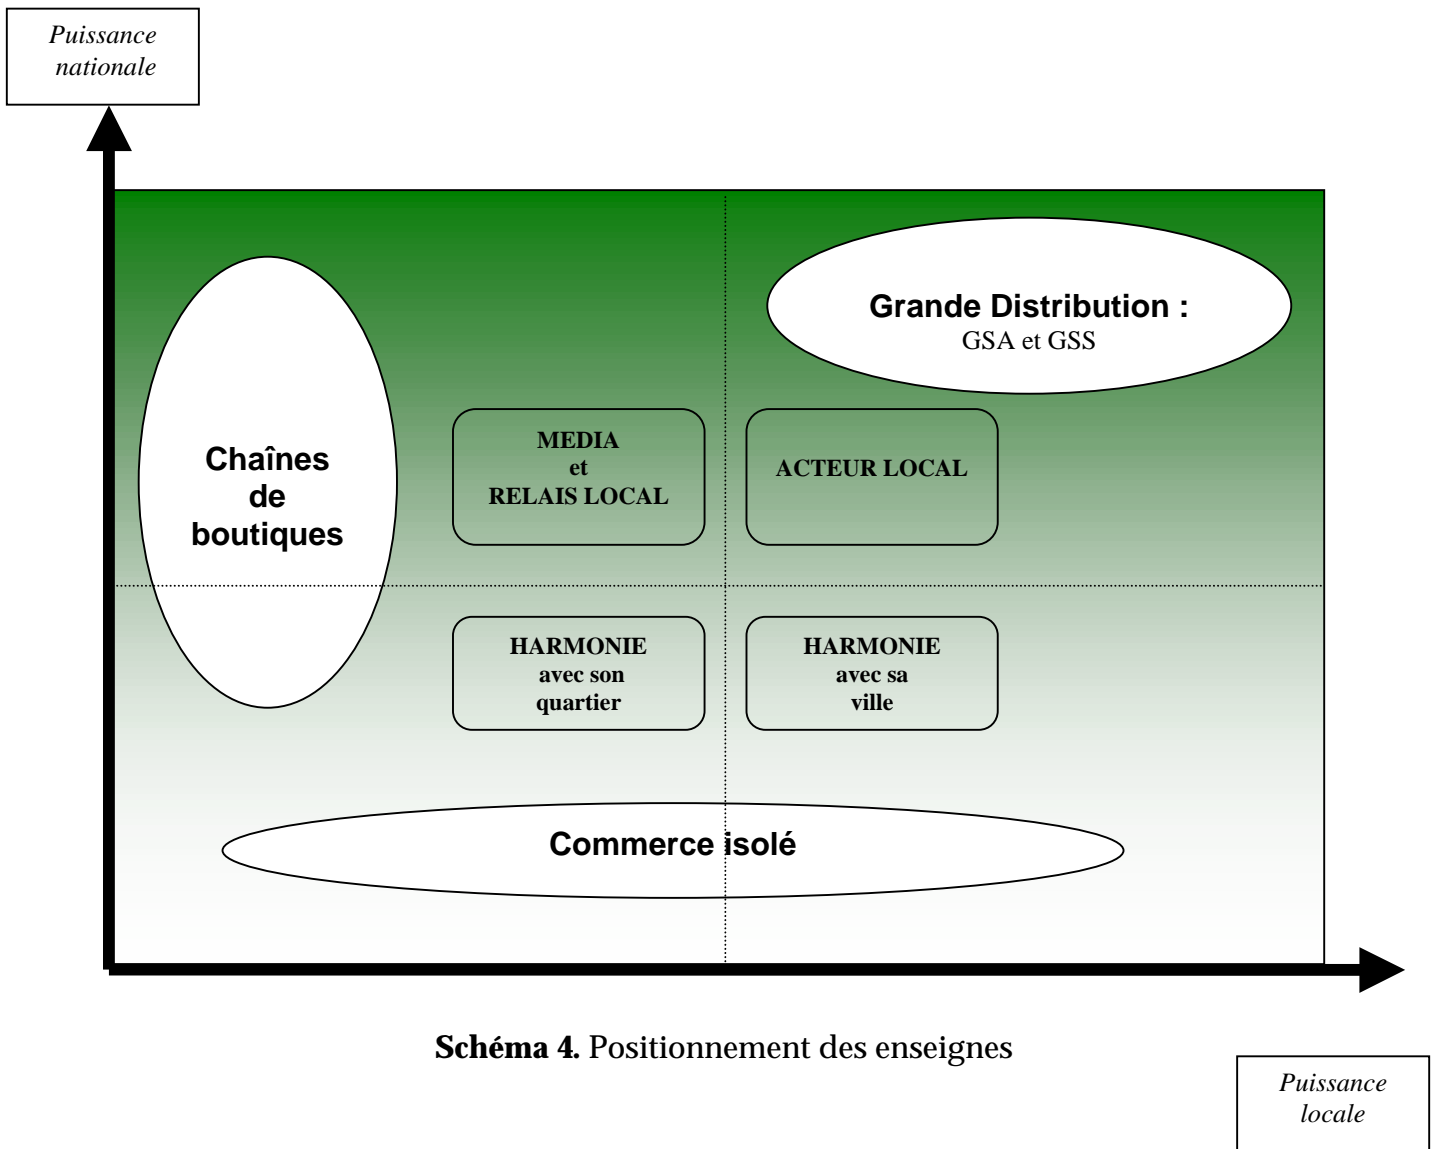 Puissance
nationale
Grande Distribution :
GSA et GSS
Chaînes
de
boutiques
MEDIA
et
RELAIS LOCAL
ACTEUR LOCAL
HARMONIE
avec son
quartier
HARMONIE
avec sa
ville
Commerce isolé
Schéma 4. Positionnement des enseignes
Puissance
locale